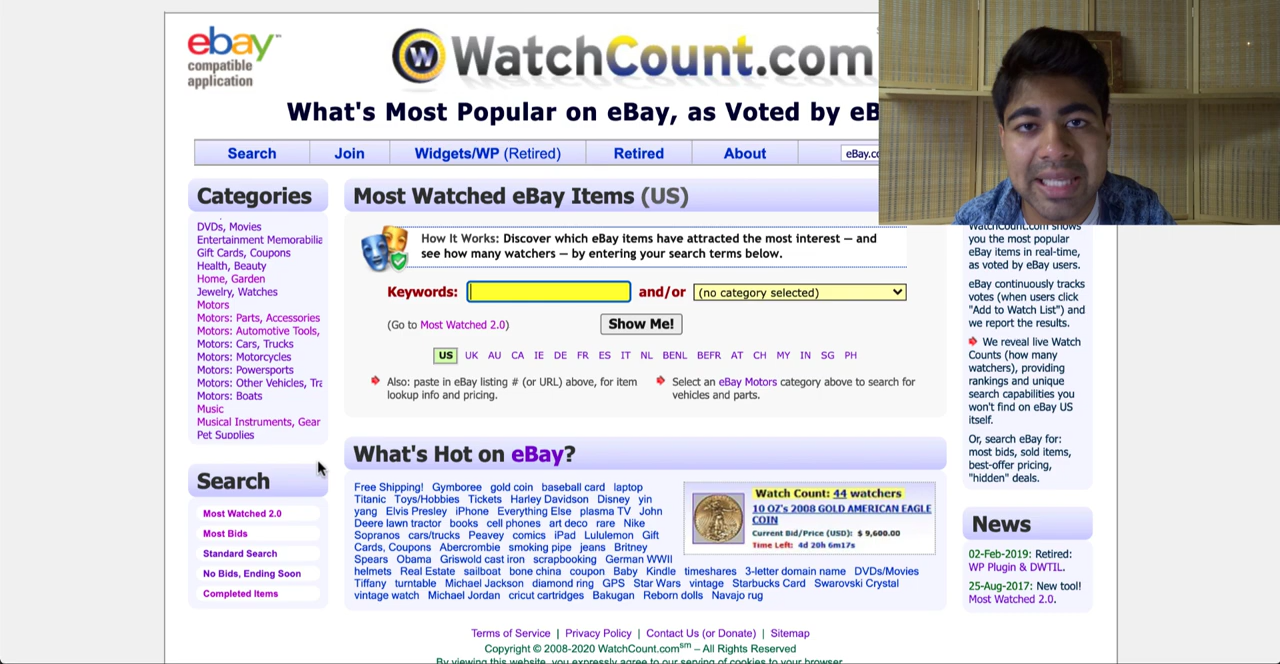 ebay™
compatible
application
W WatchCount.com
What's Most Popular on eBay, as Voted by eB
Search Join Widgets/WP (Retired) Retired About eBay.co
Categories
DVDs, Movies
Entertainment Memorabilia
Gift Cards, Coupons
Health, Beauty
Home, Garden
Jewelry, Watches
Motors
Motors: Parts, Accessories
Motors: Automotive Tools,
Motors: Cars, Trucks
Motors: Motorcycles
Motors: Powersports
Motors: Other Vehicles, Tra
Motors: Boats
Music
Musical Instruments, Gear
Pet Supplies
Search
Most Watched 2.0
Most Bids
Standard Search
No Bids, Ending Soon
Completed Items
Most Watched eBay Items (US)
How It Works: Discover which eBay items have attracted the most interest — and
see how many watchers — by entering your search terms below.
Keywords: and/or (no category selected)
(Go to Most Watched 2.0) Show Me!
US UK AU CA IE DE FR ES IT NL BENL BEFR AT CH MY IN SG PH
Also: paste in eBay listing # (or URL) above, for item
lookup info and pricing.
Select an eBay Motors category above to search for
vehicles and parts.
What's Hot on eBay?
Free Shipping! Gymboree gold coin baseball card laptop
Titanic Toys/Hobbies Tickets Harley Davidson Disney yin
yang Elvis Presley iPhone Everything Else plasma TV John
Deere lawn tractor books cell phones art deco rare Nike
Sopranos cars/trucks Peavey comics iPad Lululemon Gift
Cards, Coupons Abercrombie smoking pipe jeans Britney
Spears Obama Griswold cast iron scrapbooking German WWII
helmets Real Estate sailboat bone china coupon Baby Kindle timeshares 3-letter domain name DVDs/Movies
Tiffany turntable Michael Jackson diamond ring GPS Star Wars vintage Starbucks Card Swarovski Crystal
vintage watch Michael Jordan cricut cartridges Bakugan Reborn dolls Navajo rug
Watch Count: 44 watchers
10 OZ's 2008 GOLD AMERICAN EAGLE
COIN
Current Bid/Price (USD): $ 9,600.00
Time Left: 4d 20h 6m17s
WatchCount.com shows
you the most popular
eBay items in real-time,
as voted by eBay users.
eBay continuously tracks
votes (when users click
"Add to Watch List") and
we report the results.
We reveal live Watch
Counts (how many
watchers), providing
rankings and unique
search capabilities you
won't find on eBay US
itself.
Or, search eBay for:
most bids, sold items,
best-offer pricing,
"hidden" deals.
News
02-Feb-2019: Retired:
WP Plugin & DWTIL.
25-Aug-2017: New tool!
Most Watched 2.0.
Terms of Service | Privacy Policy | Contact Us (or Donate) | Sitemap
Copyright © 2008-2020 WatchCount.com℠ – All Rights Reserved
By viewing this website, you expressly agree to our serving of cookies to your browser